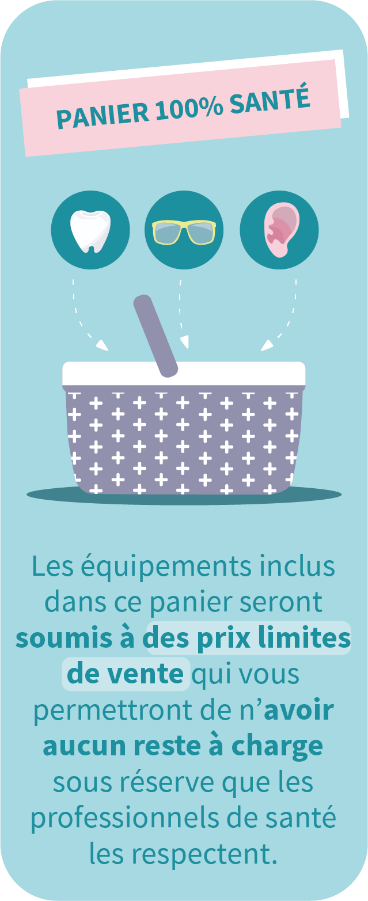 PANIER 100% SANTÉ
Les équipements inclus
dans ce panier seront
soumis à des prix limites
de vente qui vous
permettront de n’avoir
aucun reste à charge
sous réserve que les
professionnels de santé
les respectent.